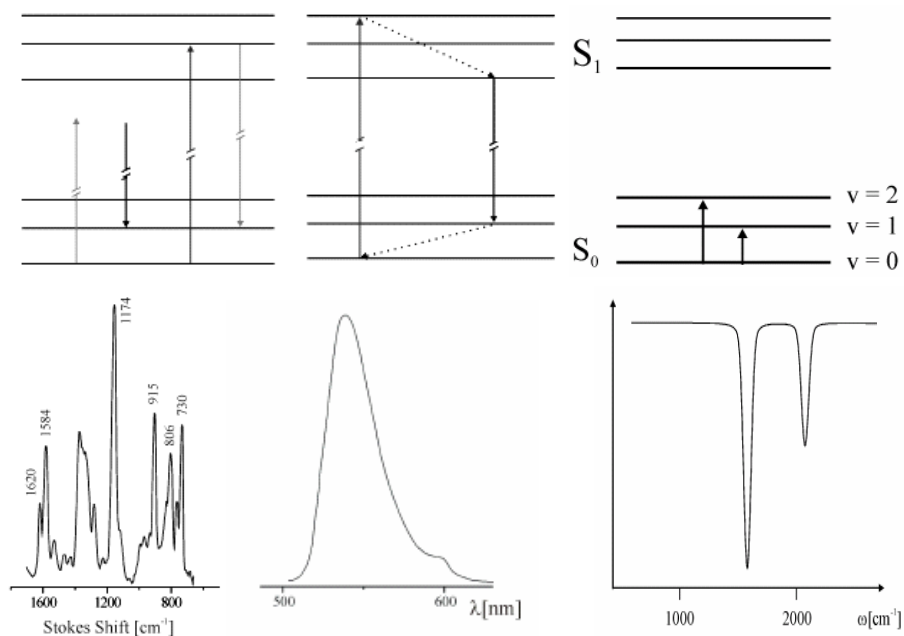 S1
v = 2
v = 1
S0
v = 0
1620
1584
1174
915
806
730
1600
1200
800
Stokes Shift [cm⁻¹]
500
600
λ[nm]
1000
2000
ω[cm⁻¹]